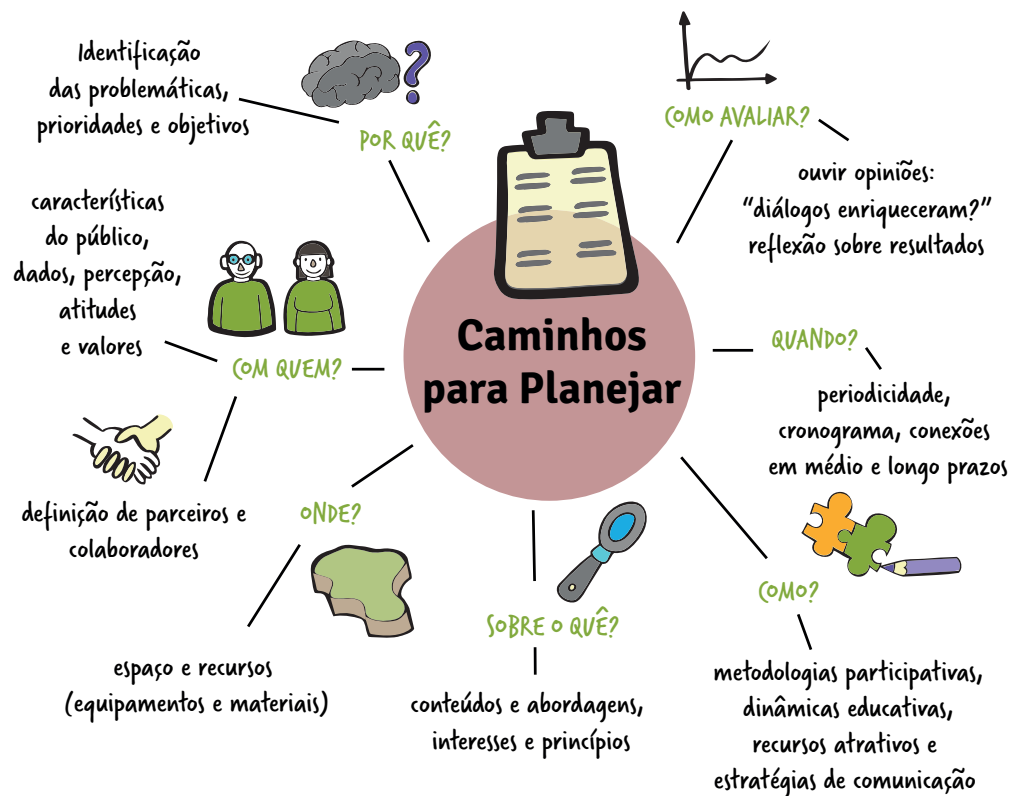 Caminhos
para Planejar
POR QUÊ?
Identificação
das problemáticas,
prioridades e objetivos
COM QUEM?
características
do público,
dados, percepção,
atitudes
e valores
definição de parceiros e
colaboradores
ONDE?
espaço e recursos
(equipamentos e materiais)
SOBRE O QUÊ?
conteúdos e abordagens,
interesses e princípios
COMO?
metodologias participativas,
dinâmicas educativas,
recursos atrativos e
estratégias de comunicação
QUANDO?
periodicidade,
cronograma, conexões
em médio e longo prazos
COMO AVALIAR?
ouvir opiniões:
“diálogos enriqueceram?”
reflexão sobre resultados